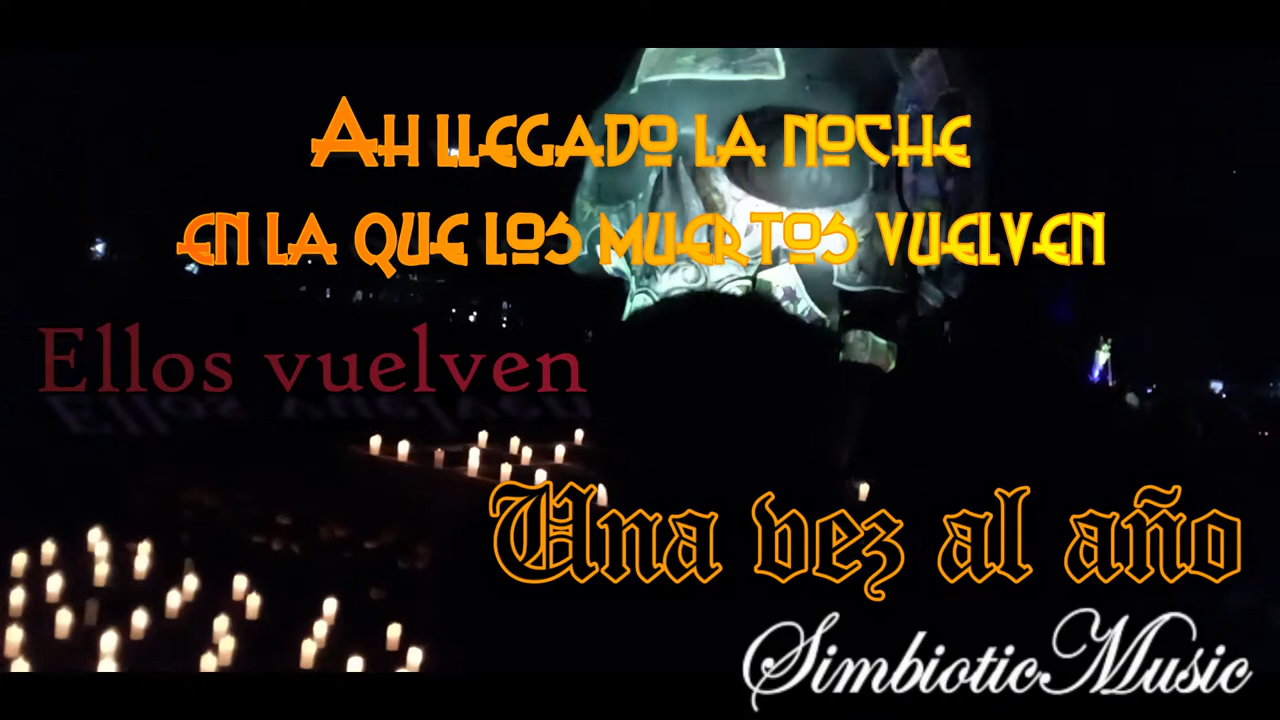 Ah llegado la noche
en la que los muertos vuelven
Ellos vuelven
Una vez al año
SimbioticMusic